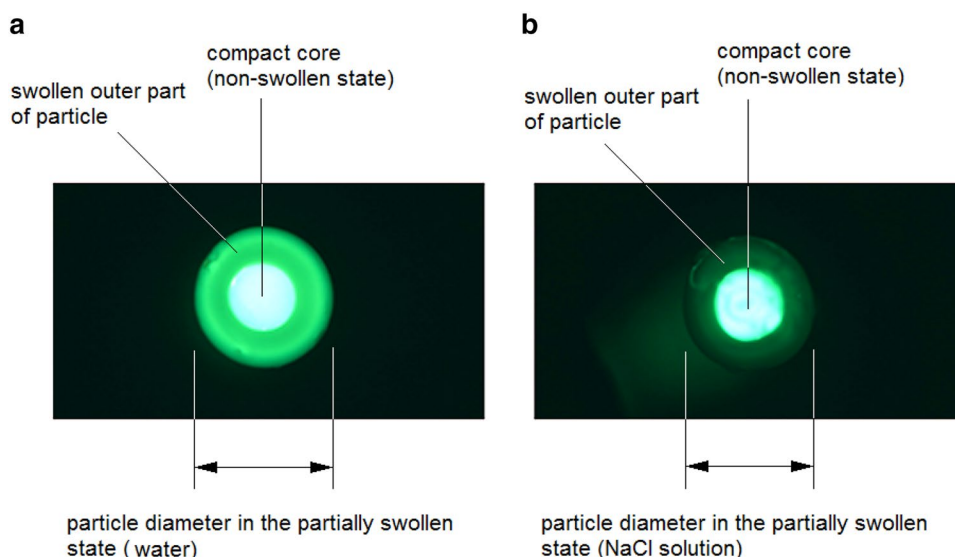 a
compact core
(non-swollen state)
swollen outer part
of particle
particle diameter in the partially swollen
state ( water)
b
compact core
(non-swollen state)
swollen outer part
of particle
particle diameter in the partially swollen
state (NaCl solution)